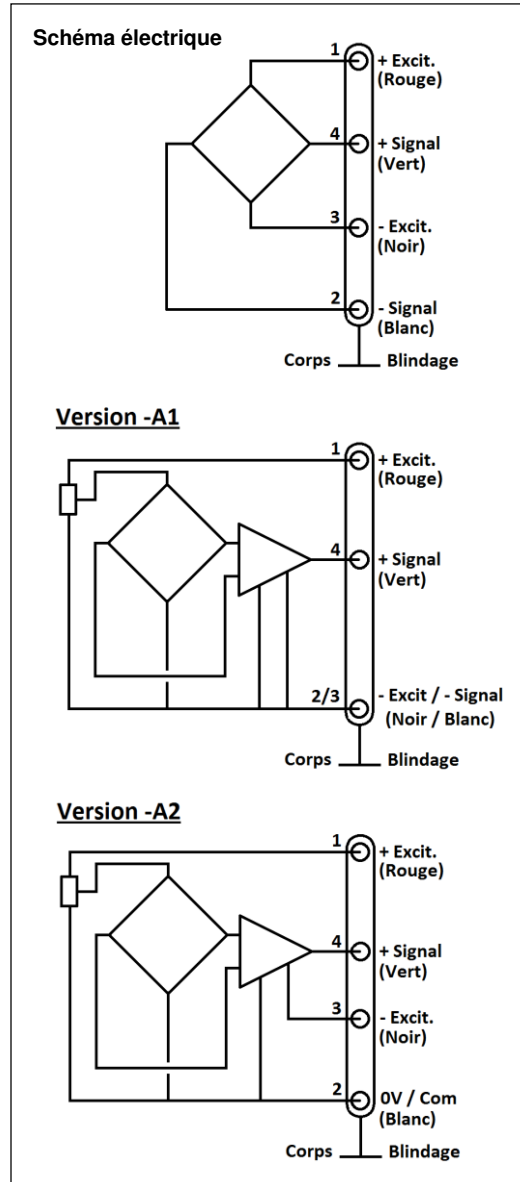 Schéma électrique
1
+ Excit.
(Rouge)
4
+ Signal
(Vert)
3
- Excit.
(Noir)
2
- Signal
(Blanc)
Corps
Blindage
Version -A1
1
+ Excit.
(Rouge)
4
+ Signal
(Vert)
2/3
- Excit / - Signal
(Noir / Blanc)
Corps
Blindage
Version -A2
1
+ Excit.
(Rouge)
4
+ Signal
(Vert)
3
- Excit.
(Noir)
2
0V / Com
(Blanc)
Corps
Blindage